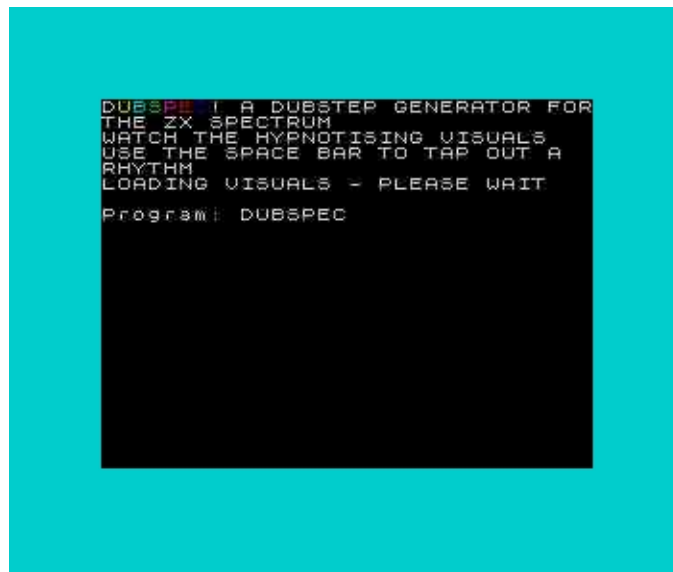 DUBSPEC! A DUBSTEP GENERATOR FOR
THE ZX SPECTRUM
WATCH THE HYPNOTISING VISUALS
USE THE SPACE BAR TO TAP OUT A
RHYTHM
LOADING VISUALS - PLEASE WAIT
Program: DUBSPEC